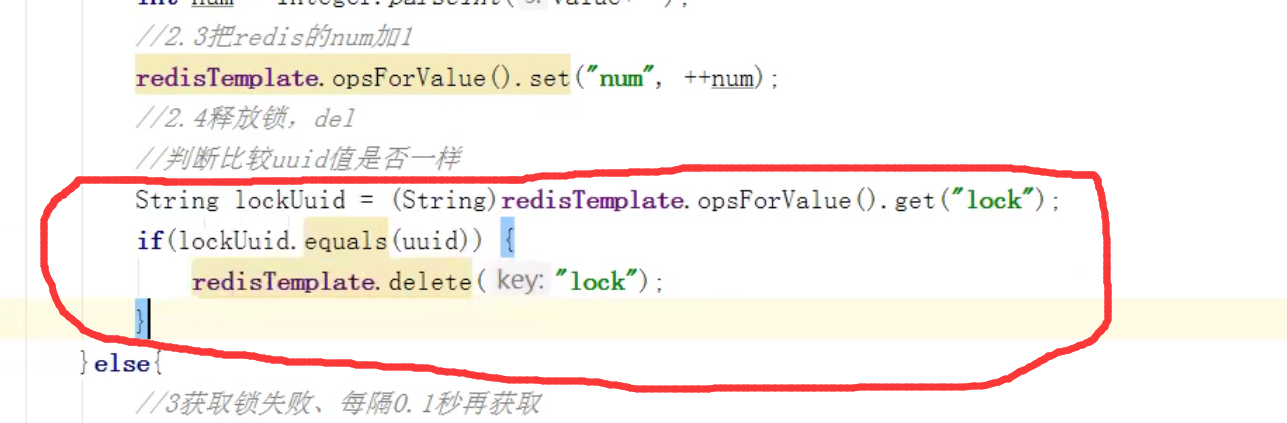 int num = Integer.parseInt(s: value+"");
//2.3把redis的num加1
redisTemplate.opsForValue().set("num", ++num);
//2.4释放锁，del
//判断比较uuid值是否一样
String lockUuid = (String)redisTemplate.opsForValue().get("lock");
if(lockUuid.equals(uuid)) {
redisTemplate.delete( key: "lock");
}
}else{
//3获取锁失败、每隔0.1秒再获取